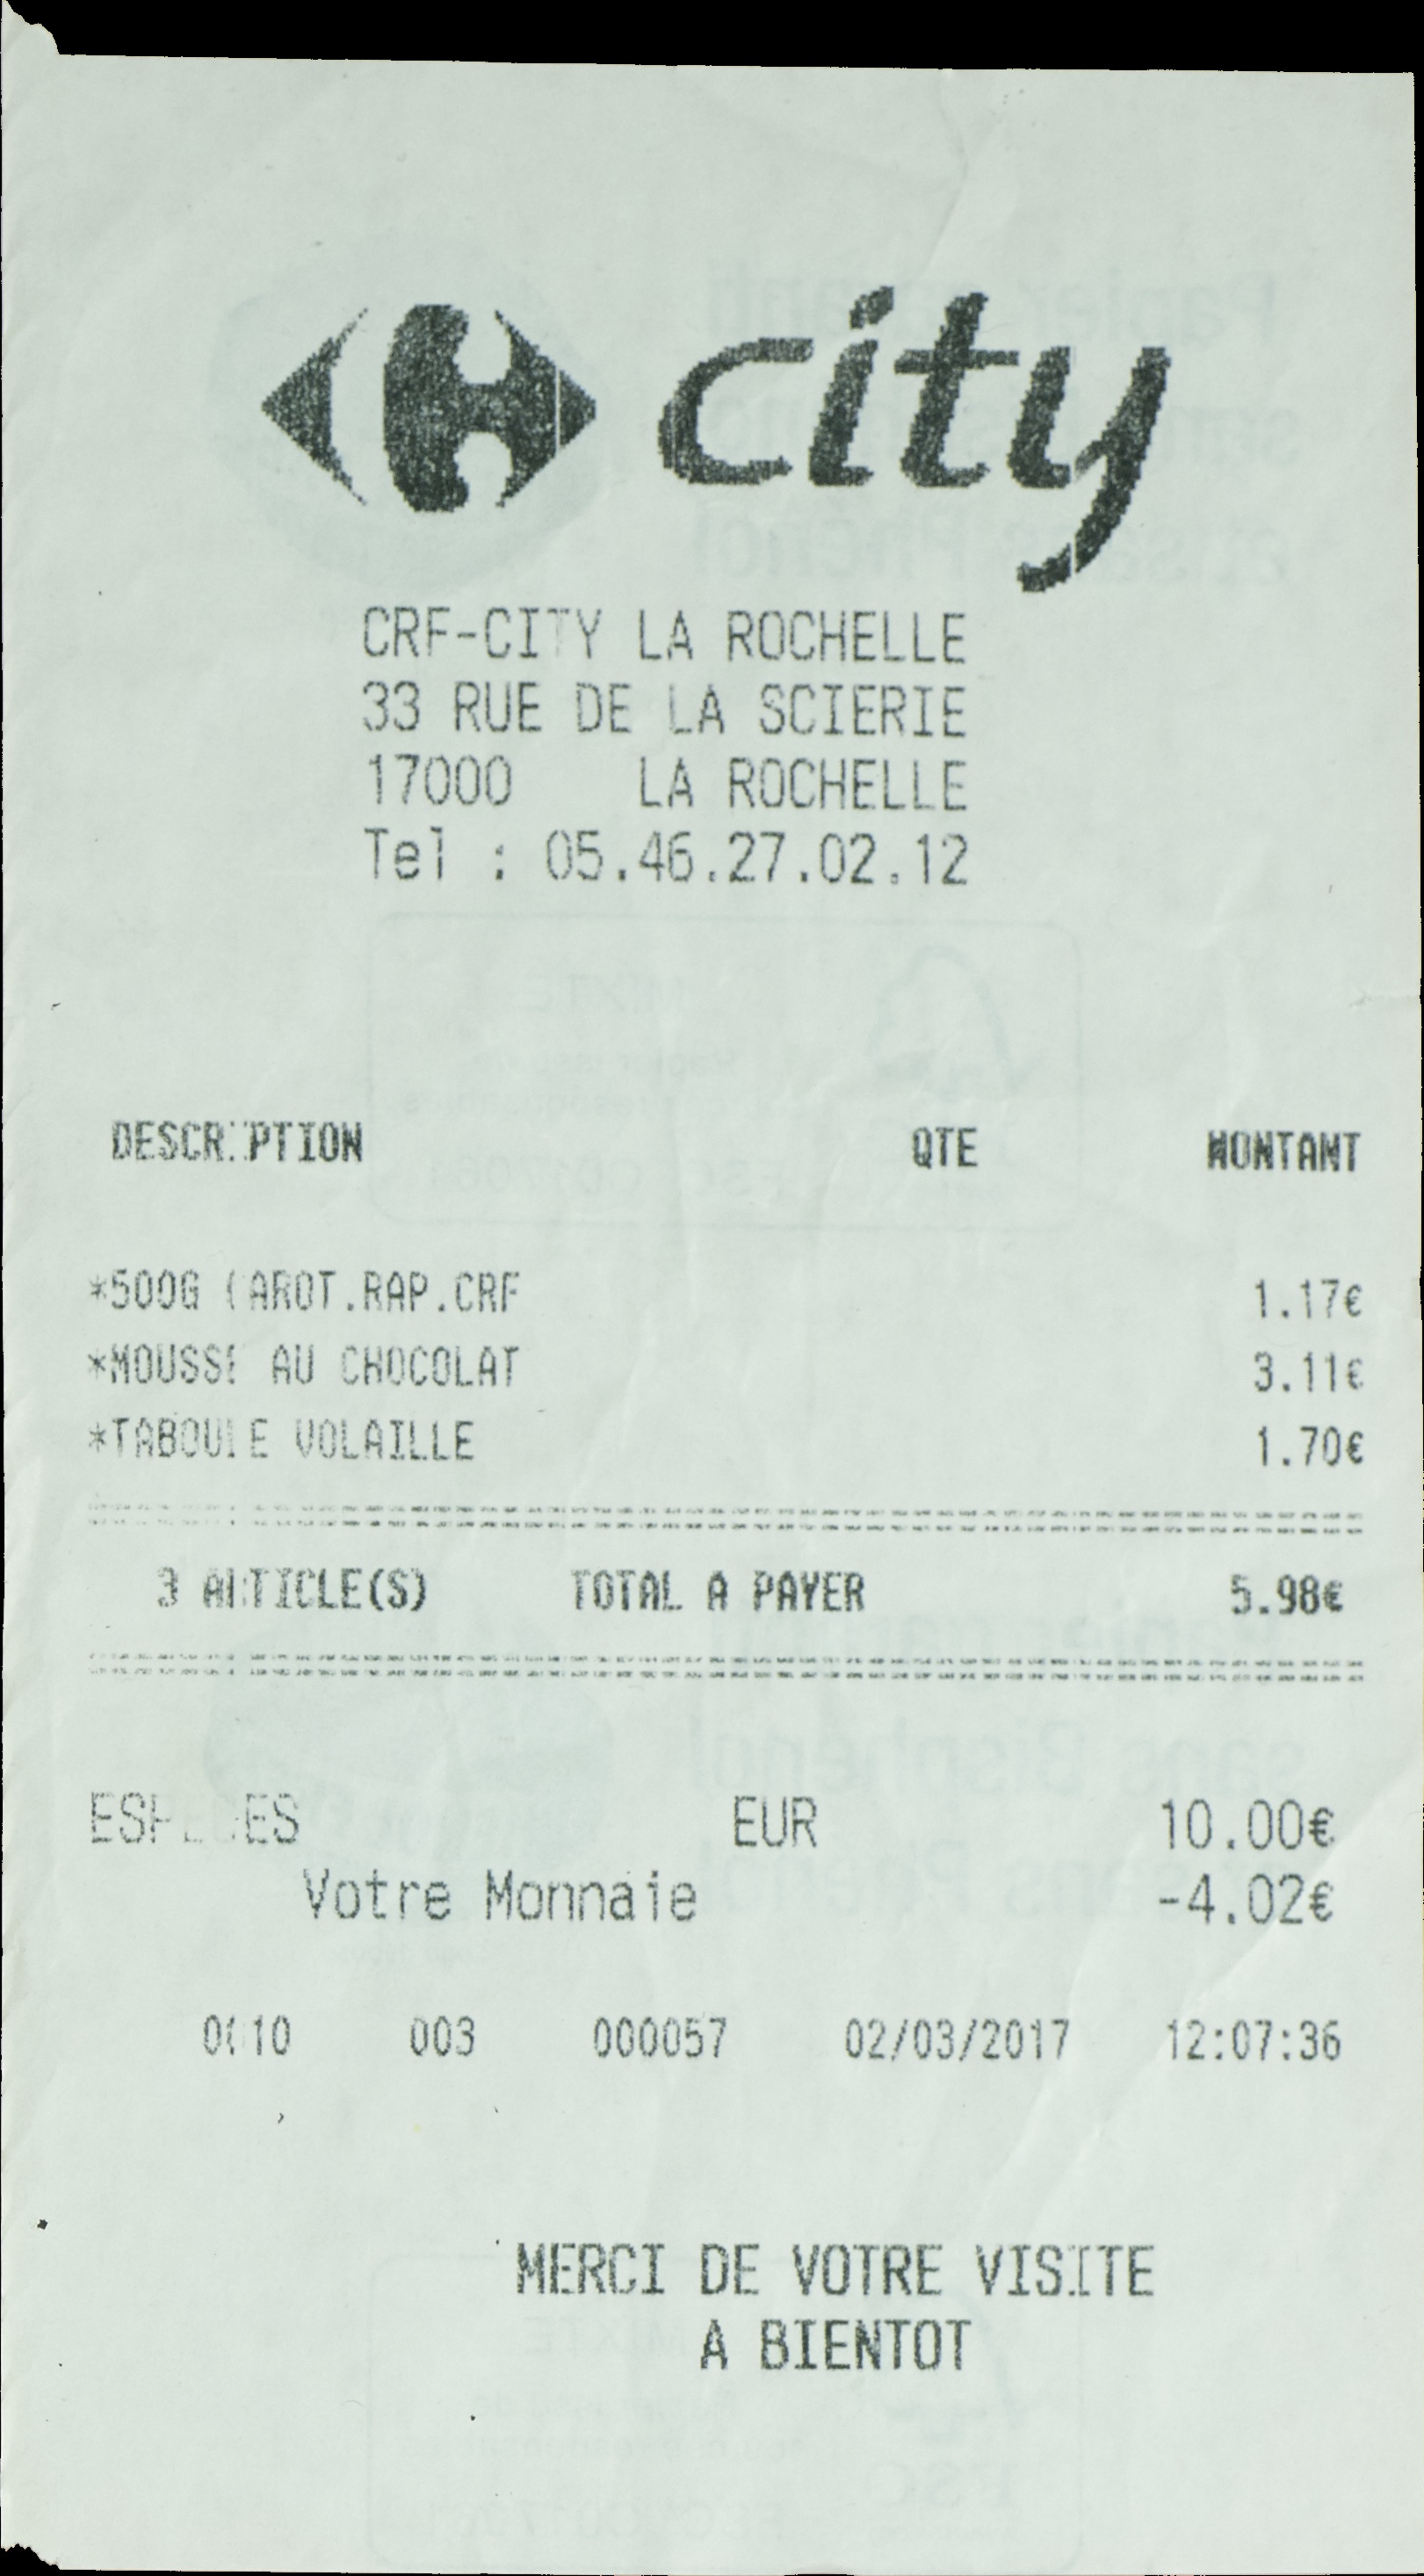 city
CRF-CITY LA ROCHELLE
33 RUE DE LA SCIERIE
17000 LA ROCHELLE
Tel : 05.46.27.02.12
DESCRIPTION QTE MONTANT
*500G CAROT.RAP.CRF 1.17€
*MOUSSE AU CHOCOLAT 3.11€
*TABOULE VOLAILLE 1.70€
3 ARTICLE(S) TOTAL A PAYER 5.98€
ESPECES EUR 10.00€
Votre Monnaie -4.02€
0010 003 000057 02/03/2017 12:07:36
MERCI DE VOTRE VISITE
A BIENTOT